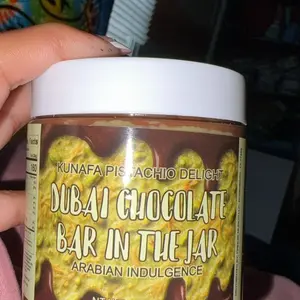 KUNAFA PISTACHIO DELIGHT
DUBAI CHOCOLATE
BAR IN THE JAR
ARABIAN INDULGENCE